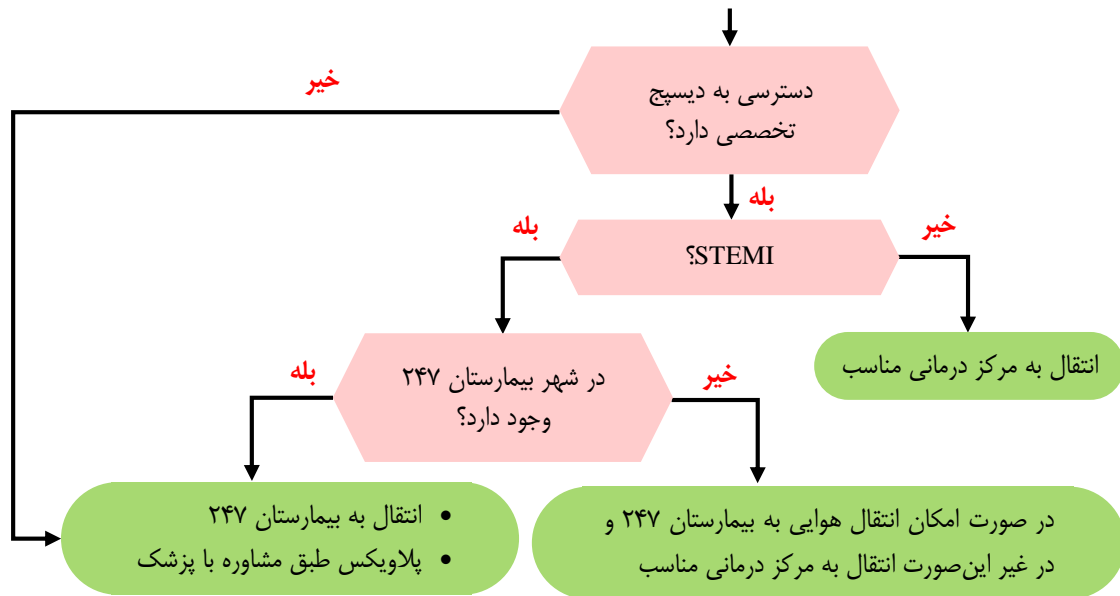 دسترسی به دیسپچ
تخصصی دارد؟
خیر
بله
STEMI؟
بله
خیر
انتقال به مرکز درمانی مناسب
در شهر بیمارستان ۲۴۷
وجود دارد؟
بله
خیر
• انتقال به بیمارستان ۲۴۷
• پلاویکس طبق مشاوره با پزشک
در صورت امکان انتقال هوایی به بیمارستان ۲۴۷ و
در غیر این‌صورت انتقال به مرکز درمانی مناسب